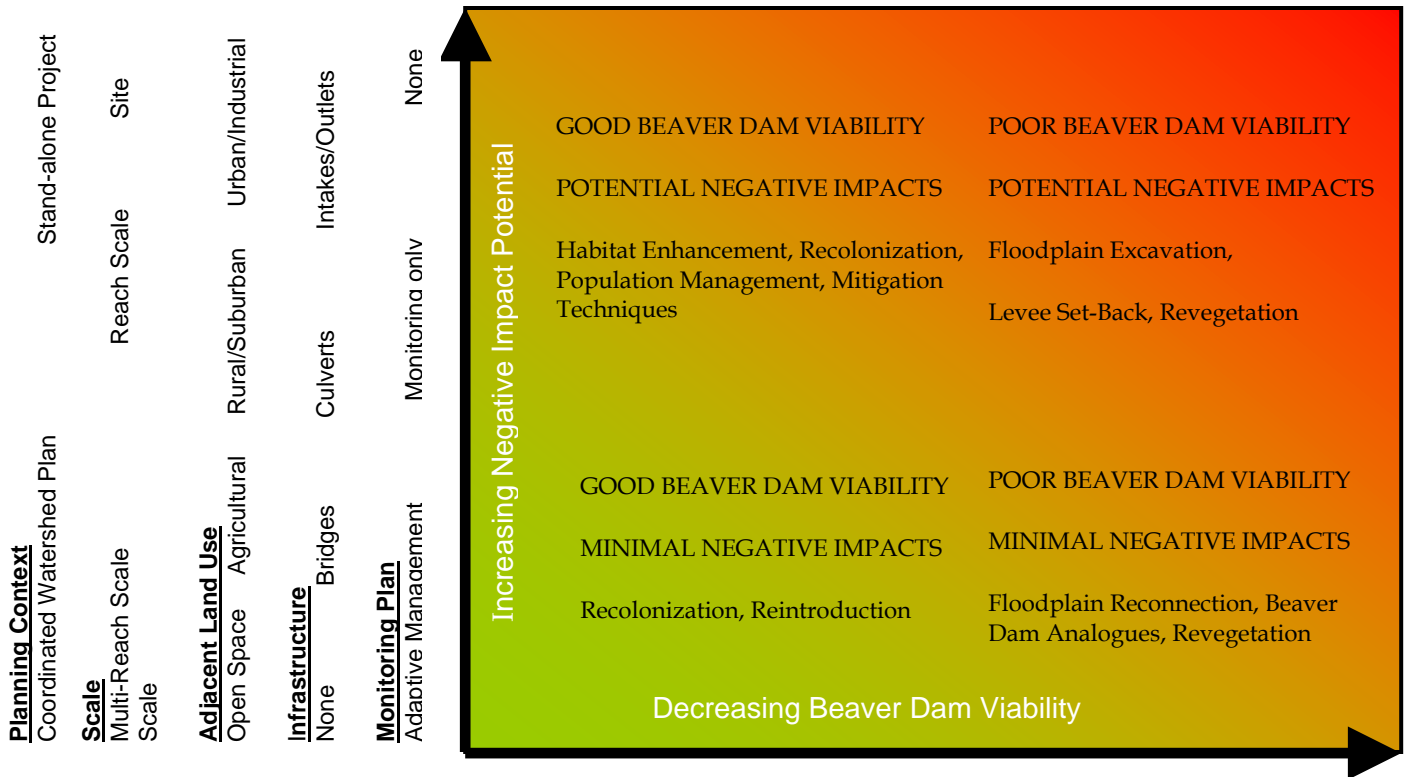 Planning Context
Coordinated Watershed Plan Stand-alone Project
Scale
Multi-Reach Scale Reach Scale Site
Scale
Adjacent Land Use
Open Space Agricultural Rural/Suburban Urban/Industrial
Infrastructure
None Bridges Culverts Intakes/Outlets
Monitoring Plan
Adaptive Management Monitoring only None
Increasing Negative Impact Potential
GOOD BEAVER DAM VIABILITY
POTENTIAL NEGATIVE IMPACTS
Habitat Enhancement, Recolonization,
Population Management, Mitigation
Techniques
POOR BEAVER DAM VIABILITY
POTENTIAL NEGATIVE IMPACTS
Floodplain Excavation,
Levee Set-Back, Revegetation
GOOD BEAVER DAM VIABILITY
MINIMAL NEGATIVE IMPACTS
Recolonization, Reintroduction
POOR BEAVER DAM VIABILITY
MINIMAL NEGATIVE IMPACTS
Floodplain Reconnection, Beaver
Dam Analogues, Revegetation
Decreasing Beaver Dam Viability